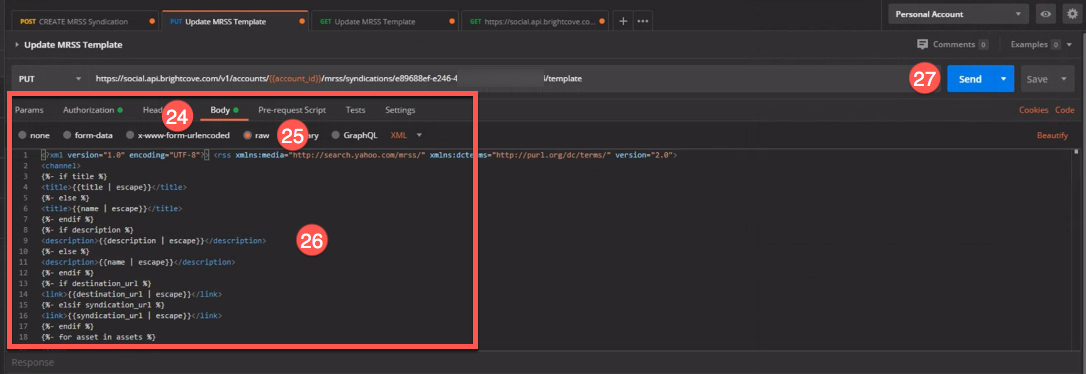 POST CREATE MRSS Syndication PUT Update MRSS Template GET Update MRSS Template GET https://social.api.brightcove.co... + ••• Personal Account
Update MRSS Template Comments 0 Examples 0
PUT https://social.api.brightcove.com/v1/accounts/{{account_id}}/mrss/syndications/e89688ef-e246-4 /template 27 Send Save
Params Authorization 24 Body Pre-request Script Tests Settings Cookies Code
none form-data x-www-form-urlencoded raw 25 GraphQL XML Beautify
1 <?xml version="1.0" encoding="UTF-8"?> <rss xmlns:media="http://search.yahoo.com/mrss/" xmlns:dcterms="http://purl.org/dc/terms/" version="2.0">
2 <channel>
3 {%- if title %}
4 <title>{{title | escape}}</title>
5 {%- else %}
6 <title>{{name | escape}}</title>
7 {%- endif %}
8 {%- if description %}
9 <description>{{description | escape}}</description>
26
10 {%- else %}
11 <description>{{name | escape}}</description>
12 {%- endif %}
13 {%- if destination_url %}
14 <link>{{destination_url | escape}}</link>
15 {%- elsif syndication_url %}
16 <link>{{syndication_url | escape}}</link>
17 {%- endif %}
18 {%- for asset in assets %}
Response